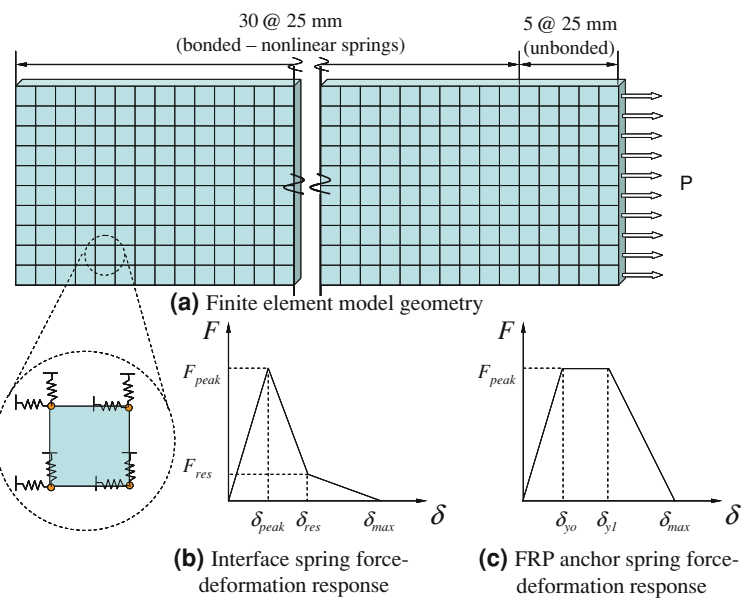 30 @ 25 mm
(bonded – nonlinear springs)
5 @ 25 mm
(unbonded)
P
(a) Finite element model geometry
F
F_peak
F_res
δ_peak δ_res δ_max δ
(b) Interface spring force-
deformation response
F
F_peak
δ_yo δ_y1 δ_max δ
(c) FRP anchor spring force-
deformation response